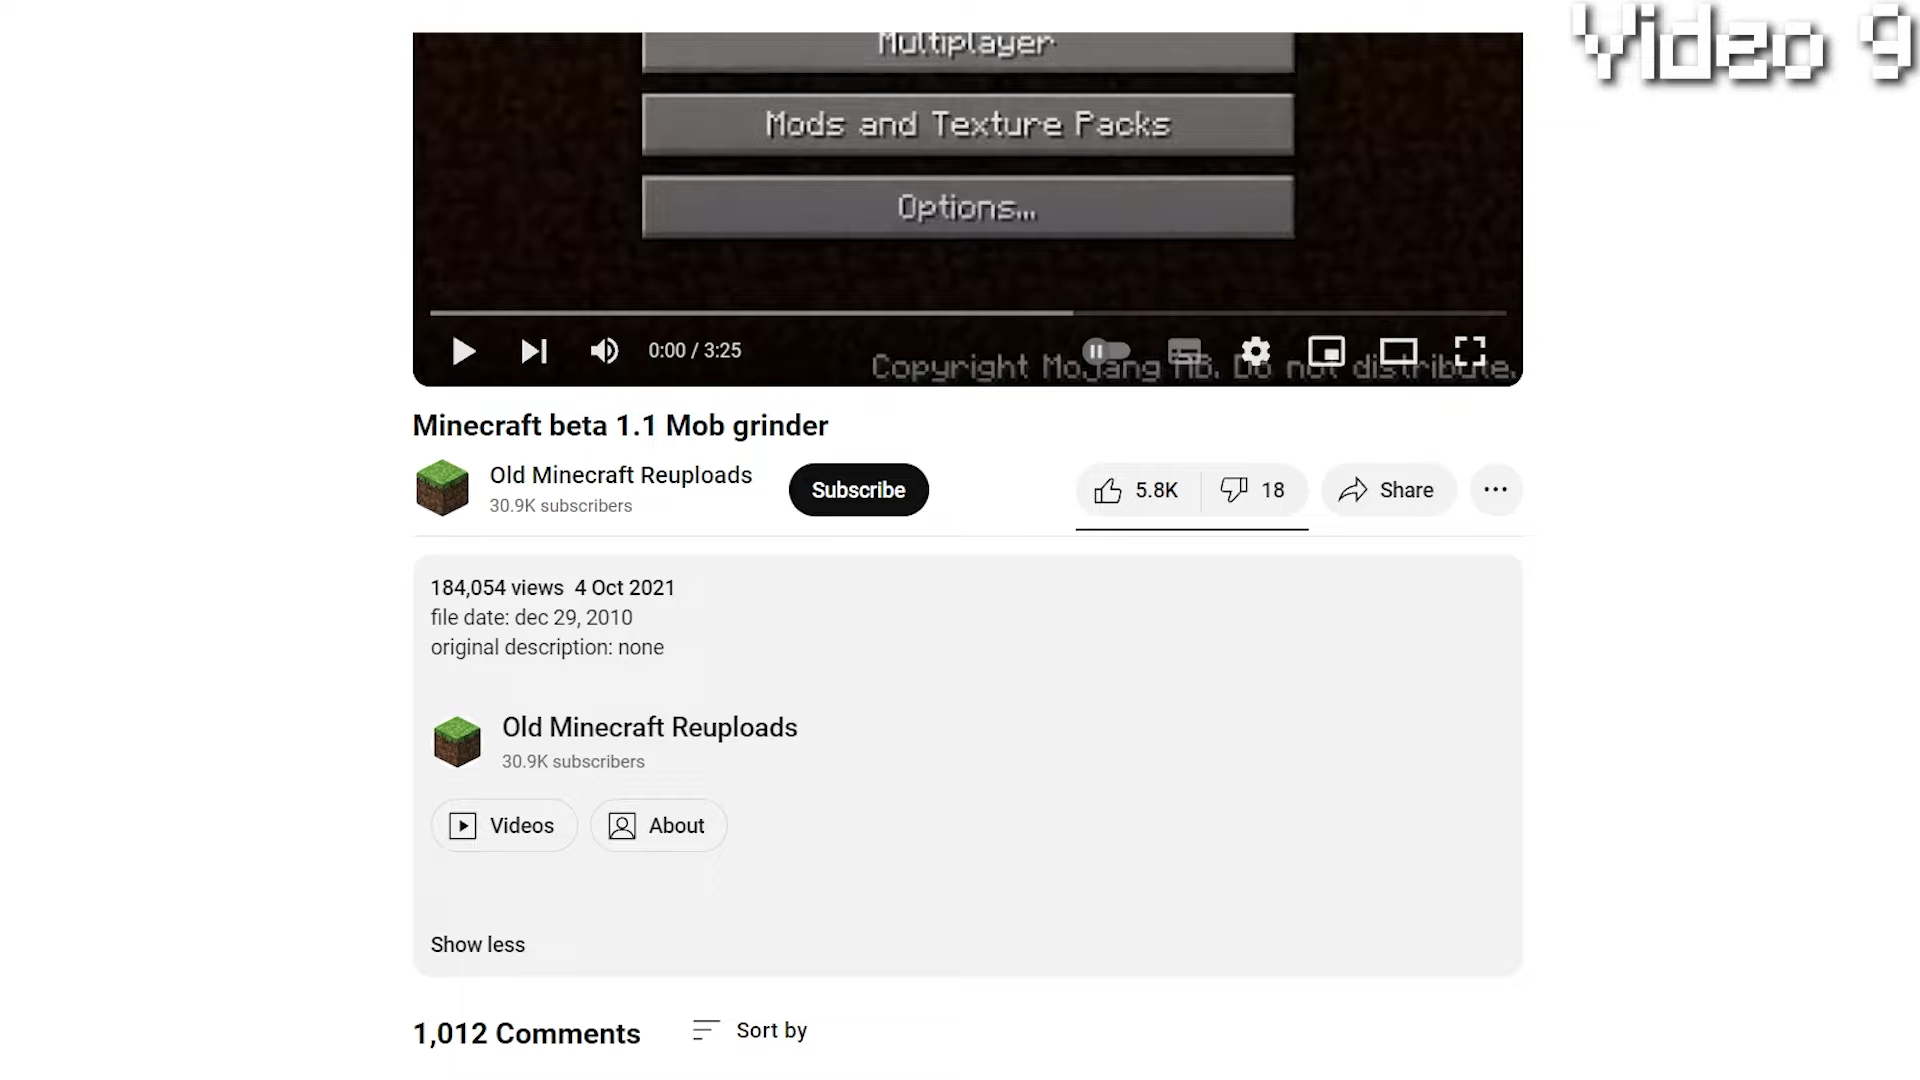 Video 9
Multiplayer
Mods and Texture Packs
Options...
0:00 / 3:25
Copyright Mojang AB. Do not distribute.
Minecraft beta 1.1 Mob grinder
Old Minecraft Reuploads
30.9K subscribers
Subscribe
5.8K
18
Share
184,054 views 4 Oct 2021
file date: dec 29, 2010
original description: none
Old Minecraft Reuploads
30.9K subscribers
Videos
About
Show less
1,012 Comments
Sort by